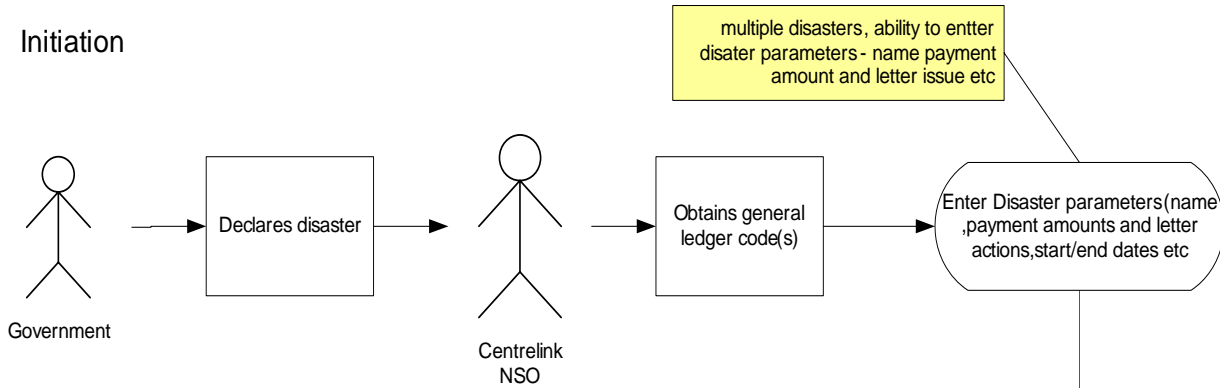 Initiation
multiple disasters, ability to entter
disater parameters - name payment
amount and letter issue etc
Government
Declares disaster
Centrelink
NSO
Obtains general
ledger code(s)
Enter Disaster parameters(name
,payment amounts and letter
actions,start/end dates etc